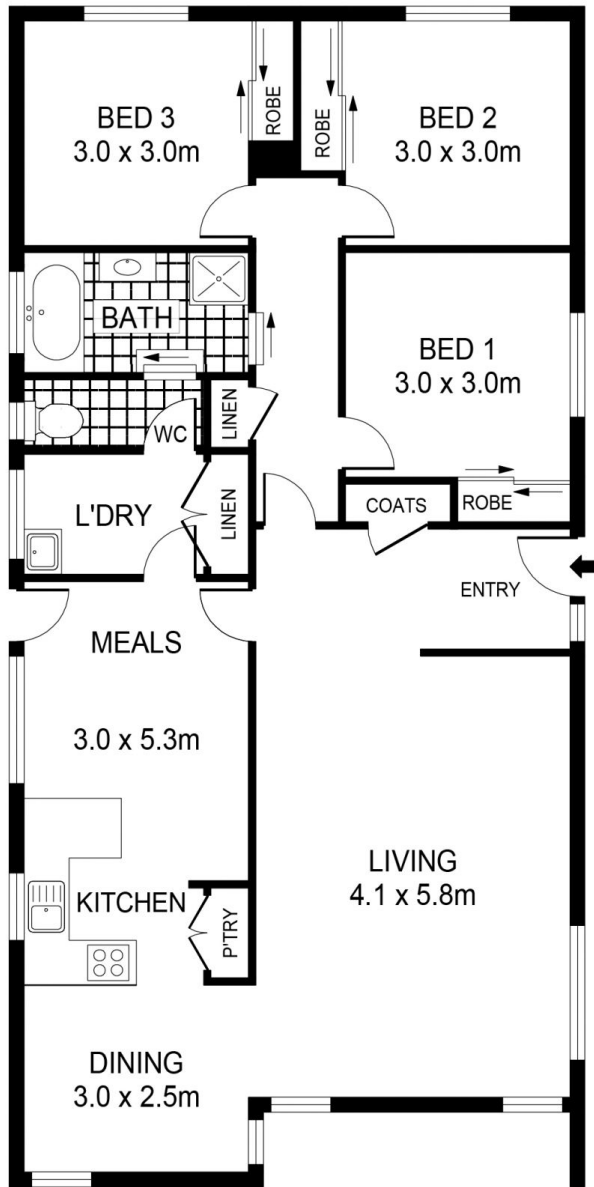 BED 3
3.0 x 3.0m
ROBE
ROBE
BED 2
3.0 x 3.0m
BATH
BED 1
3.0 x 3.0m
WC
LINEN
L'DRY
LINEN
COATS
ROBE
ENTRY
MEALS
3.0 x 5.3m
LIVING
4.1 x 5.8m
KITCHEN
P'TRY
DINING
3.0 x 2.5m